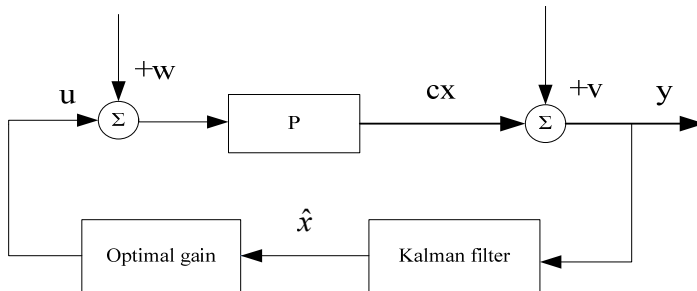 +w
u
Σ
P
cx
Σ
+v
y
Optimal gain
x̂
Kalman filter